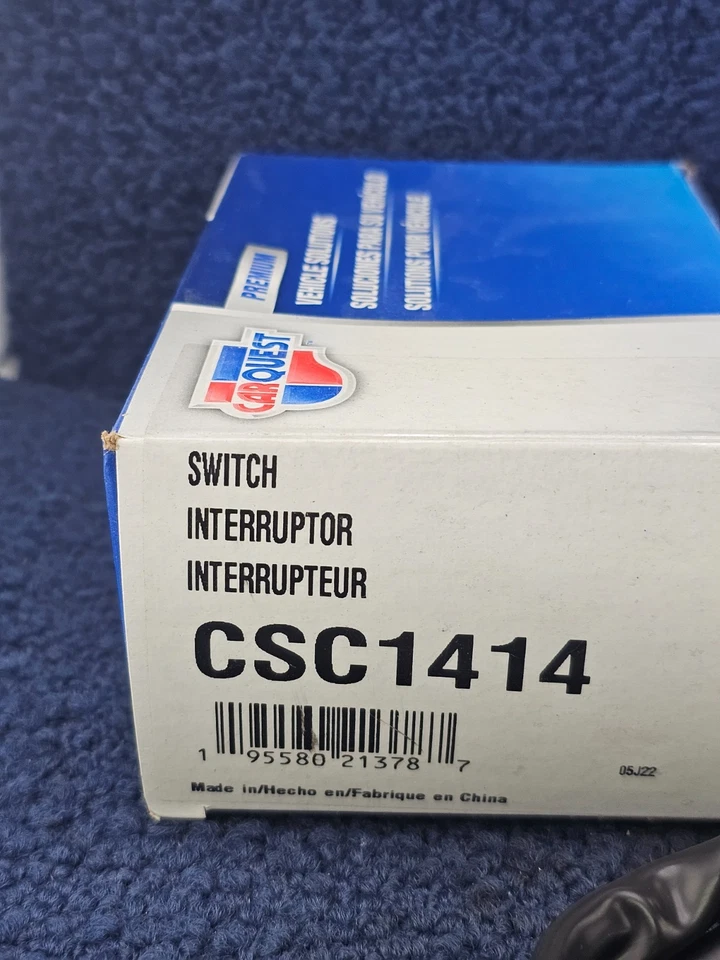 PREMIUM
VEHICLE SOLUTIONS
SOLUCIONES PARA SU VEHÍCULO
SOLUTIONS POUR VÉHICULE
CARQUEST
SWITCH
INTERRUPTOR
INTERRUPTEUR
CSC1414
1 95580 21378 7
05J22
Made in/Hecho en/Fabrique en China